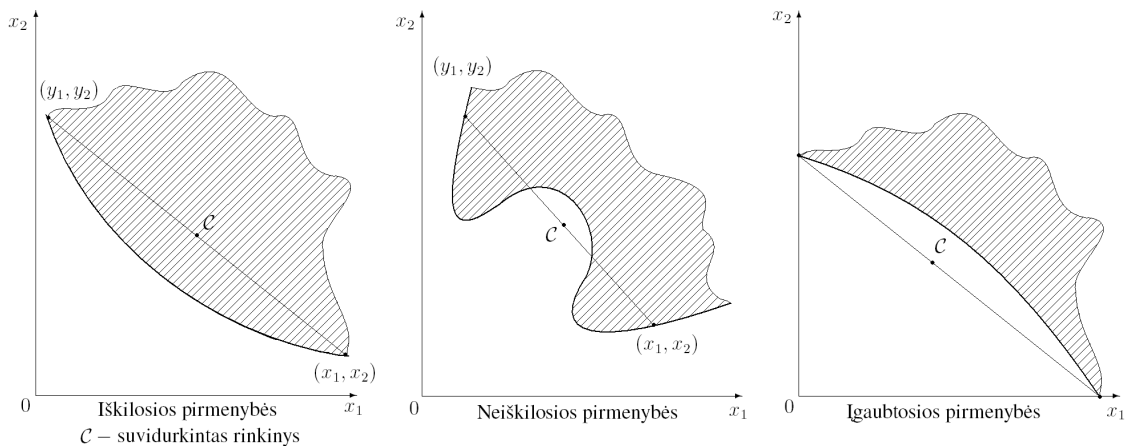 x₂
(y₁, y₂)
C
(x₁, x₂)
0
x₁
Iškilosios pirmenybės
C – suvidurkintas rinkinys
x₂
(y₁, y₂)
C
(x₁, x₂)
0
x₁
Neiškilosios pirmenybės
x₂
C
0
x₁
Įgaubtosios pirmenybės